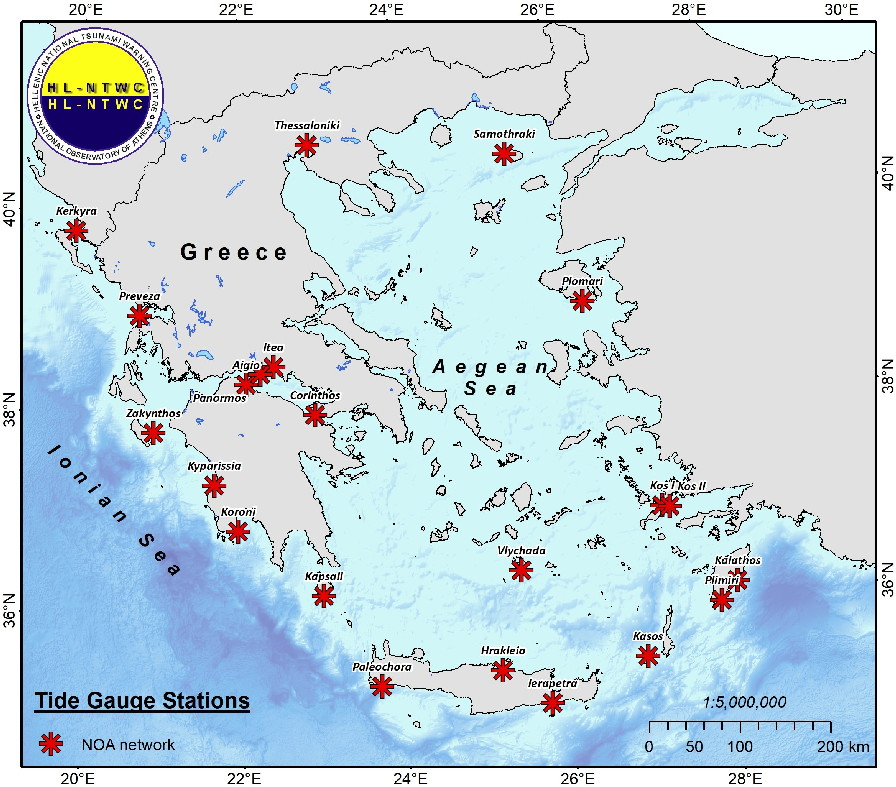 20°E 22°E 24°E 26°E 28°E 30°E
HELLENIC NATIONAL TSUNAMI WARNING CENTRE
HL-NTWC
HL-NTWC
NATIONAL OBSERVATORY OF ATHENS
Thessaloniki
Samothraki
40°N
40°N
Kerkyra
Greece
Plomari
Preveza
Itea
Aigio
Aegean
Sea
38°N
Panormos
Corinthos
38°N
Zakynthos
Ionian Sea
Kyparissia
Kos I Kos II
Koroni
Vlychada
Kalathos
Kapsali
Plimiri
36°N
36°N
Kasos
Hrakleio
Paleochora
Ierapetra
Tide Gauge Stations
NOA network
1:5,000,000
0 50 100 200 km
20°E 22°E 24°E 26°E 28°E